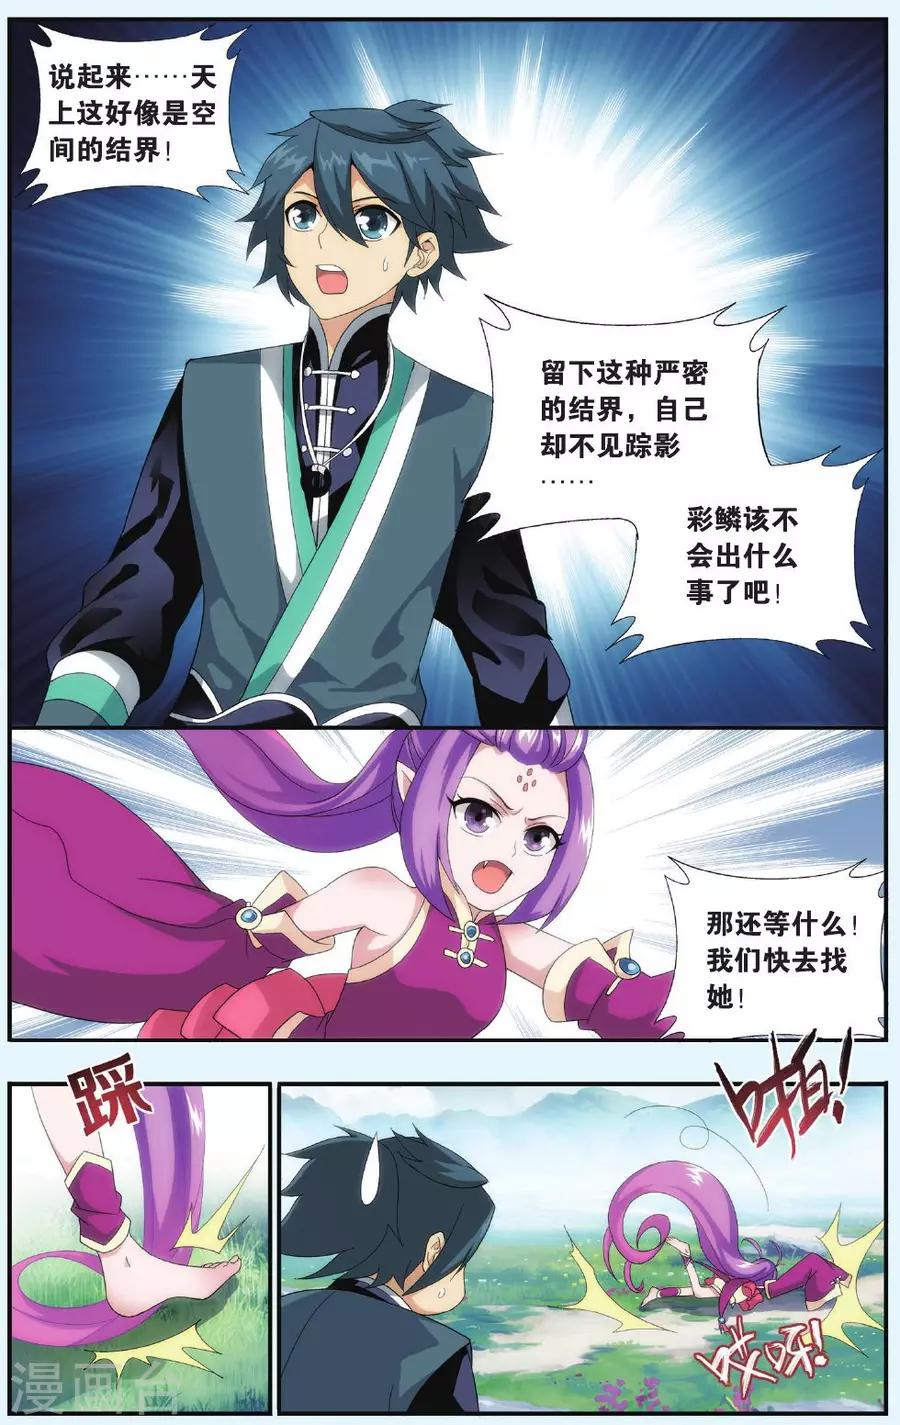 说起来……天
上这好像是空
间的结界！
留下这种严密
的结界，自己
却不见踪影
……
彩鳞该不
会出什么
事了吧！
那还等什么！
我们快去找
她！
踩
啪！
哎呀！
漫画台